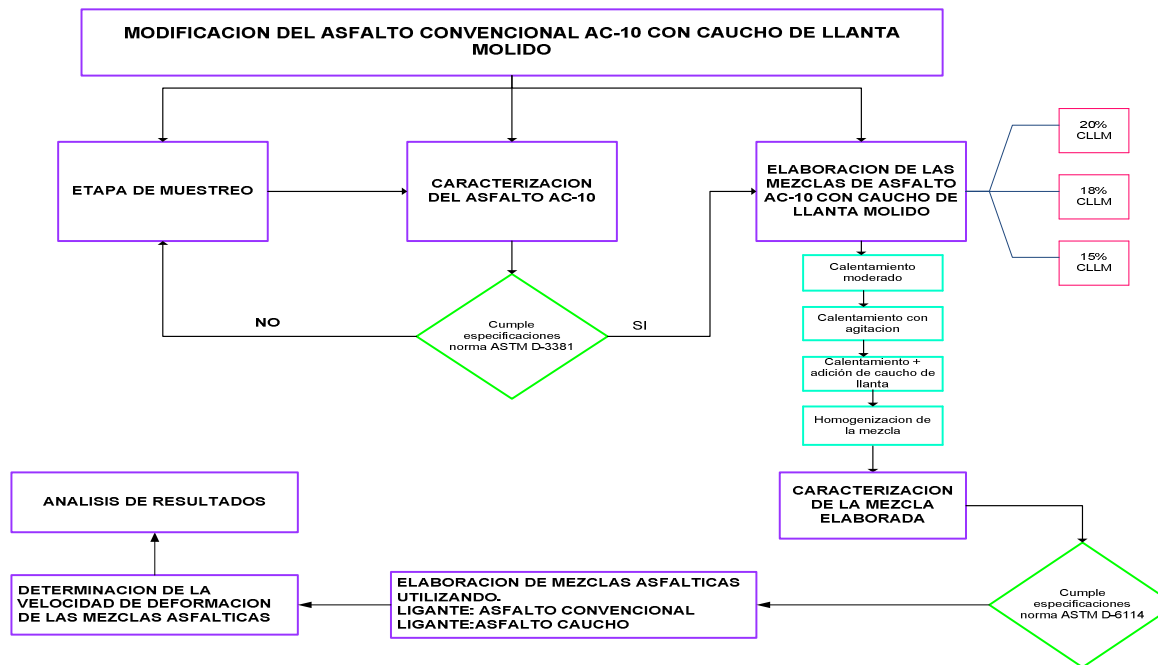 MODIFICACION DEL ASFALTO CONVENCIONAL AC-10 CON CAUCHO DE LLANTA
MOLIDO
ETAPA DE MUESTREO
CARACTERIZACION
DEL ASFALTO AC-10
ELABORACION DE LAS
MEZCLAS DE ASFALTO
AC-10 CON CAUCHO DE
LLANTA MOLIDO
20%
CLLM
18%
CLLM
15%
CLLM
Calentamiento
moderado
Calentamiento con
agitacion
Calentamiento +
adición de caucho de
llanta
Homogenizacion de
la mezcla
NO
Cumple
especificaciones
norma ASTM D-3381
SI
CARACTERIZACION
DE LA MEZCLA
ELABORADA
Cumple
especificaciones
norma ASTM D-6114
ELABORACION DE MEZCLAS ASFALTICAS
UTILIZANDO.
LIGANTE: ASFALTO CONVENCIONAL
LIGANTE:ASFALTO CAUCHO
DETERMINACION DE LA
VELOCIDAD DE DEFORMACION
DE LAS MEZCLAS ASFALTICAS
ANALISIS DE RESULTADOS